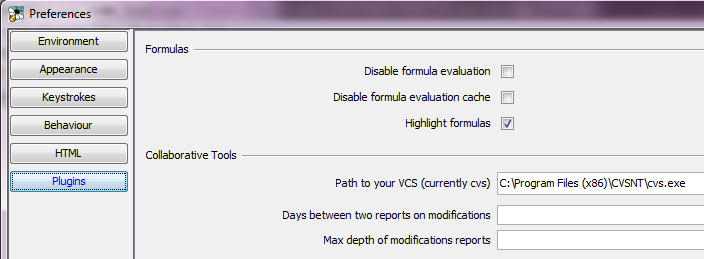 Preferences
Environment
Appearance
Keystrokes
Behaviour
HTML
Plugins
Formulas
Disable formula evaluation
Disable formula evaluation cache
Highlight formulas
Collaborative Tools
Path to your VCS (currently cvs) C:\Program Files (x86)\CVSNT\cvs.exe
Days between two reports on modifications
Max depth of modifications reports